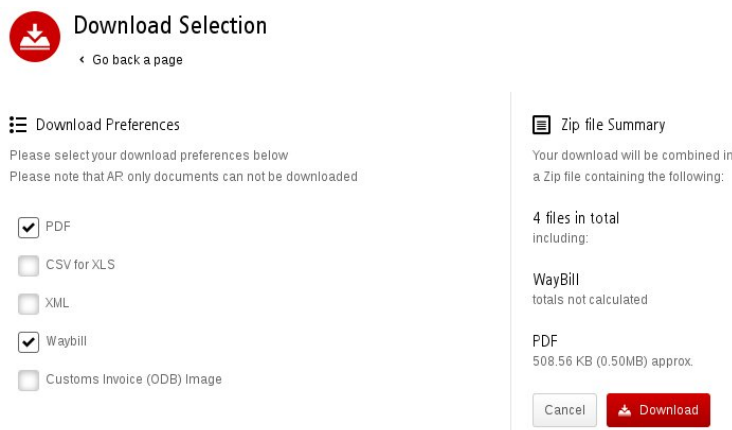 Download Selection
Go back a page
Download Preferences
Please select your download preferences below
Please note that AR only documents can not be downloaded
PDF
CSV for XLS
XML
Waybill
Customs Invoice (ODB) Image
Zip file Summary
Your download will be combined in
a Zip file containing the following:
4 files in total
including:
WayBill
totals not calculated
PDF
508.56 KB (0.50MB) approx.
Cancel
Download